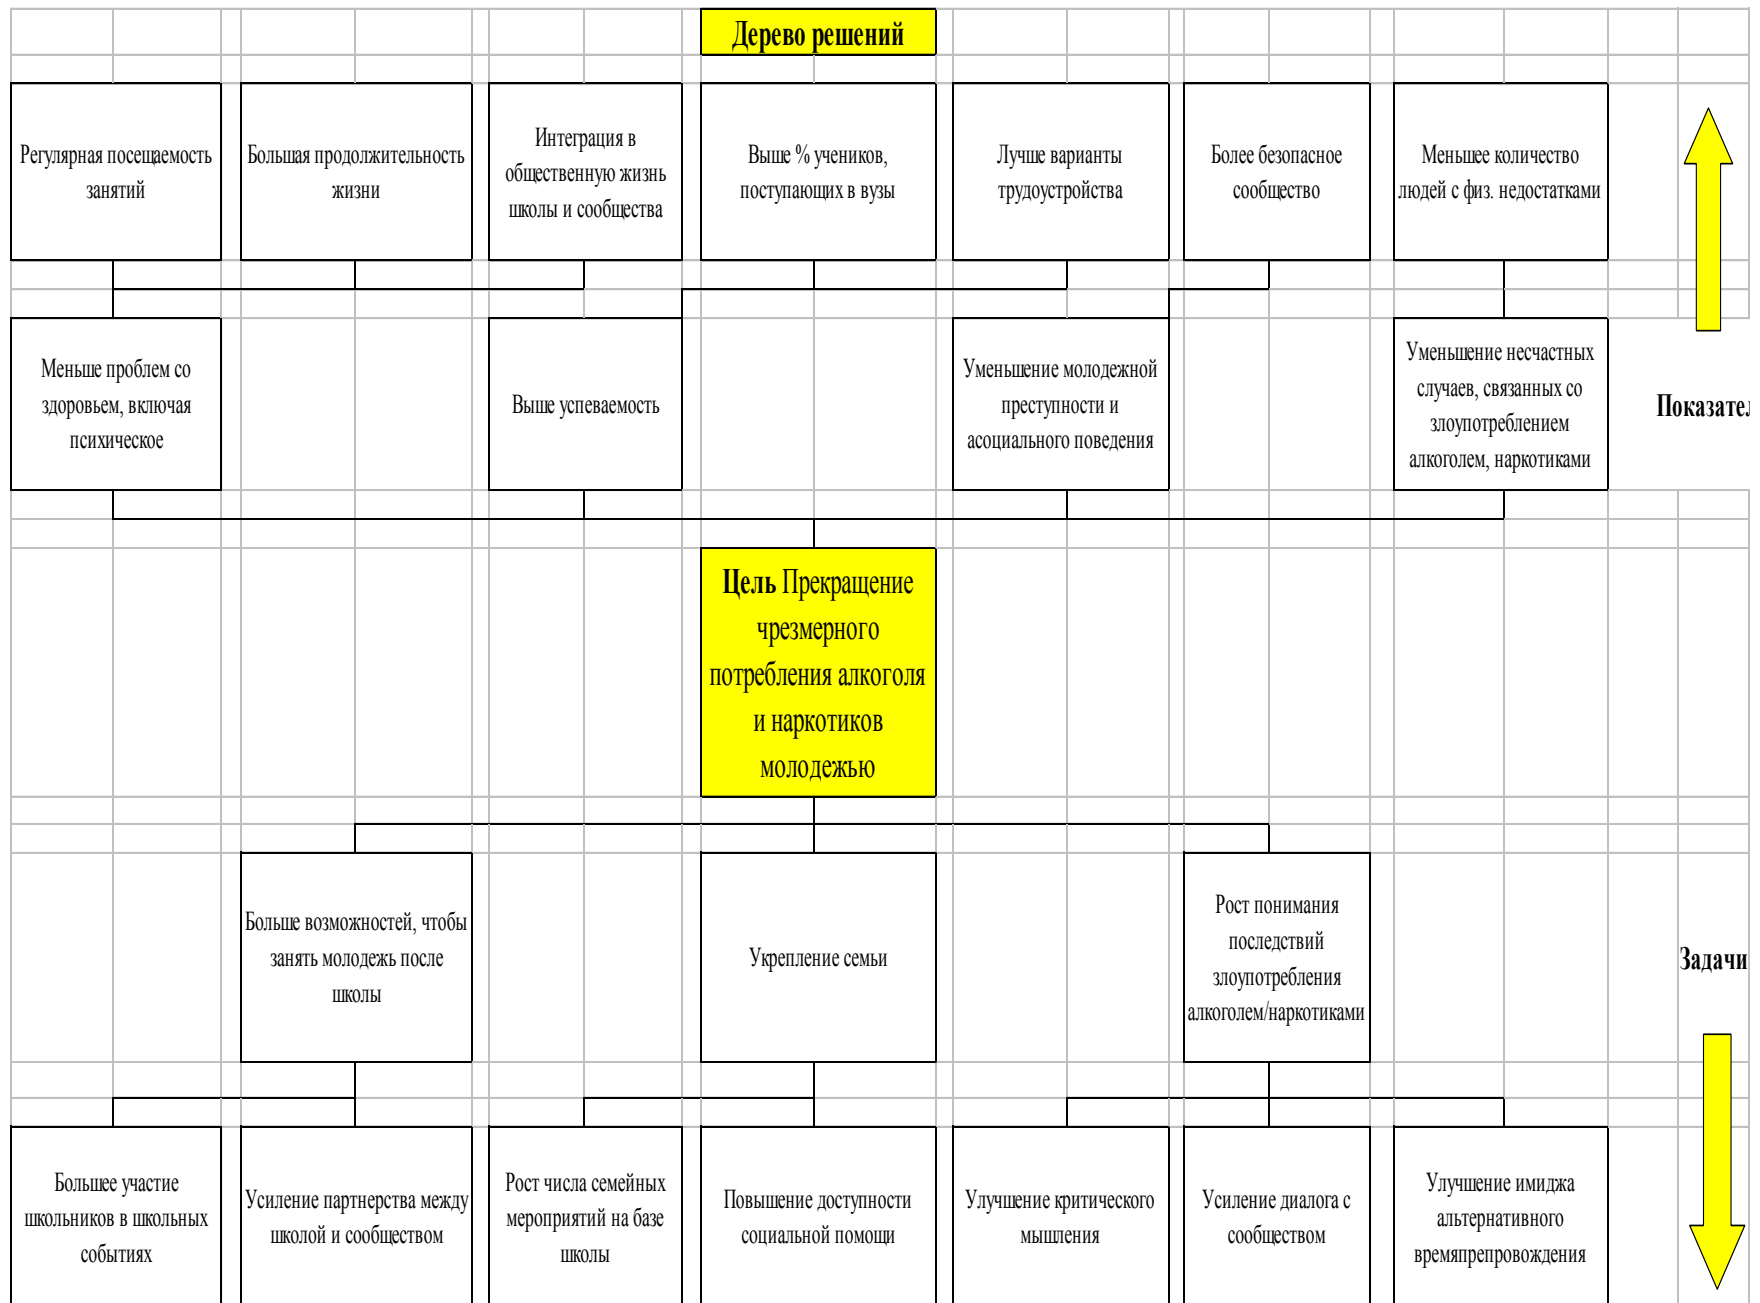 Дерево решений
Регулярная посещаемость
занятий
Большая продолжительность
жизни
Интеграция в
общественную жизнь
школы и сообщества
Выше % учеников,
поступающих в вузы
Лучше варианты
трудоустройства
Более безопасное
сообщество
Меньшее количество
людей с физ. недостатками
Меньше проблем со
здоровьем, включая
психическое
Выше успеваемость
Уменьшение молодежной
преступности и
асоциального поведения
Уменьшение несчастных
случаев, связанных со
злоупотреблением
алкоголем, наркотиками
Показател
Цель Прекращение
чрезмерного
потребления алкоголя
и наркотиков
молодежью
Больше возможностей, чтобы
занять молодежь после
школы
Укрепление семьи
Рост понимания
последствий
злоупотребления
алкоголем/наркотиками
Задачи
Большее участие
школьников в школьных
событиях
Усиление партнерства между
школой и сообществом
Рост числа семейных
мероприятий на базе
школы
Повышение доступности
социальной помощи
Улучшение критического
мышления
Усиление диалога с
сообществом
Улучшение имиджа
альтернативного
времяпрепровождения